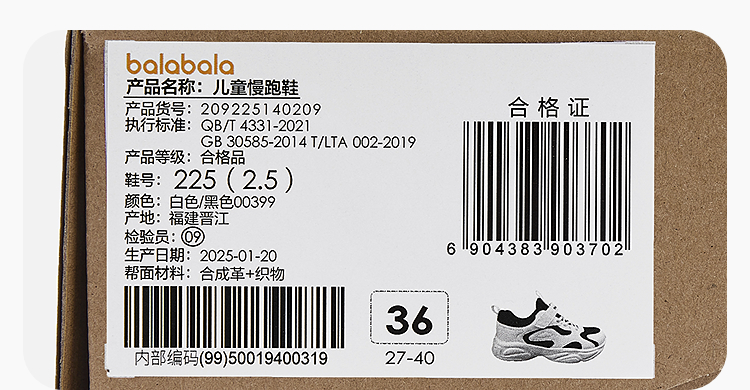 balabala
产品名称：儿童慢跑鞋
产品货号：209225140209
执行标准：QB/T 4331-2021
GB 30585-2014 T/LTA 002-2019
产品等级：合格品
鞋号：225（2.5）
颜色：白色/黑色00399
产地：福建晋江
检验员：09
生产日期：2025-01-20
帮面材料：合成革+织物
内部编码(99)50019400319
合格证
6 904383 903702
36
27-40